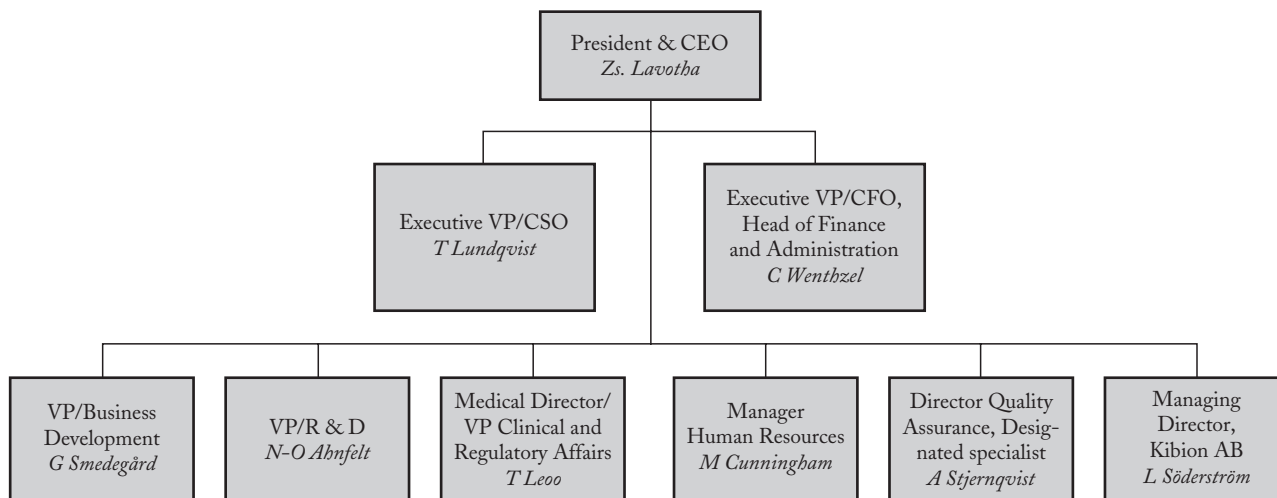 President & CEO
Zs. Lavotha
Executive VP/CSO
T Lundqvist
Executive VP/CFO,
Head of Finance
and Administration
C Wenthzel
VP/Business
Development
G Smedegård
VP/R & D
N-O Ahnfelt
Medical Director/
VP Clinical and
Regulatory Affairs
T Leoo
Manager
Human Resources
M Cunningham
Director Quality
Assurance, Desig-
nated specialist
A Stjernqvist
Managing
Director,
Kibion AB
L Söderström